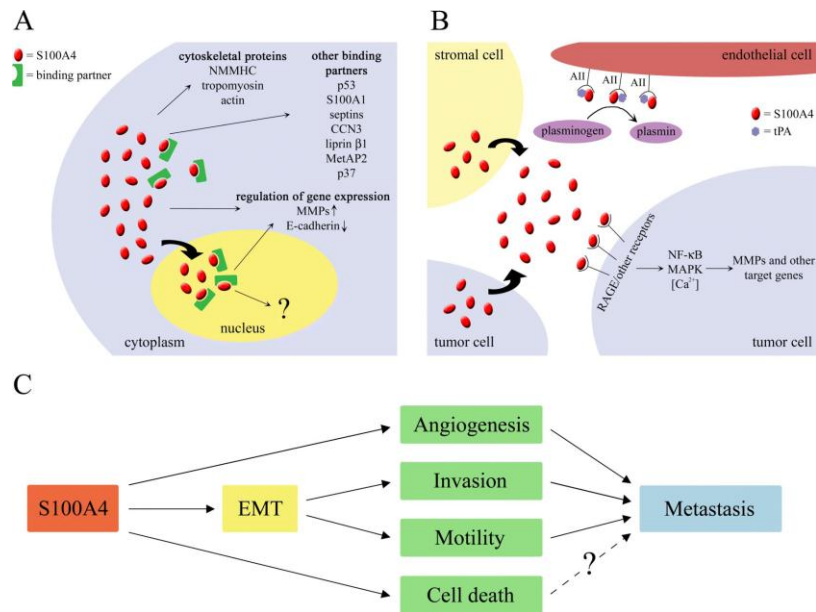 A
= S100A4
= binding partner
cytoskeletal proteins
NMMHC
tropomyosin
actin
other binding
partners
p53
S100A1
septins
CCN3
liprin β1
MetAP2
p37
regulation of gene expression
MMPs↑
E-cadherin↓
?
nucleus
cytoplasm
B
stromal cell
endothelial cell
AII
AII
AII
plasminogen
plasmin
= S100A4
= tPA
RAGE/other receptors
NF-κB
MAPK
[Ca²⁺]
MMPs and other
target genes
tumor cell
tumor cell
C
S100A4
EMT
Angiogenesis
Invasion
Motility
Cell death
?
Metastasis